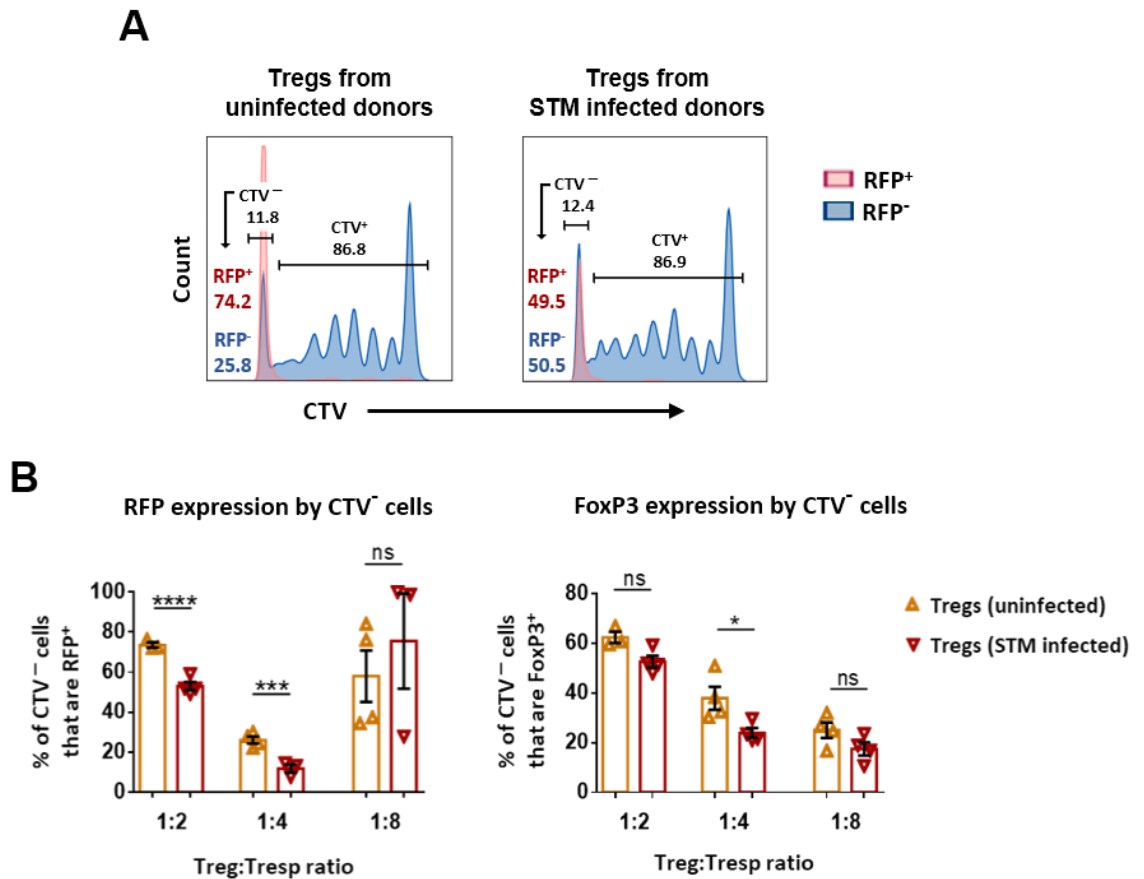 A
Tregs from
uninfected donors
Tregs from
STM infected donors
CTV⁻
11.8
CTV⁺
86.8
RFP⁺
74.2
RFP⁻
25.8
CTV⁻
12.4
CTV⁺
86.9
RFP⁺
49.5
RFP⁻
50.5
RFP⁺
RFP⁻
Count
CTV
B
RFP expression by CTV⁻ cells
% of CTV⁻ cells
that are RFP⁺
100
80
60
40
20
0
****
***
ns
1:2
1:4
1:8
Treg:Tresp ratio
FoxP3 expression by CTV⁻ cells
% of CTV⁻ cells
that are FoxP3⁺
80
60
40
20
0
ns
*
ns
1:2
1:4
1:8
Treg:Tresp ratio
Tregs (uninfected)
Tregs (STM infected)